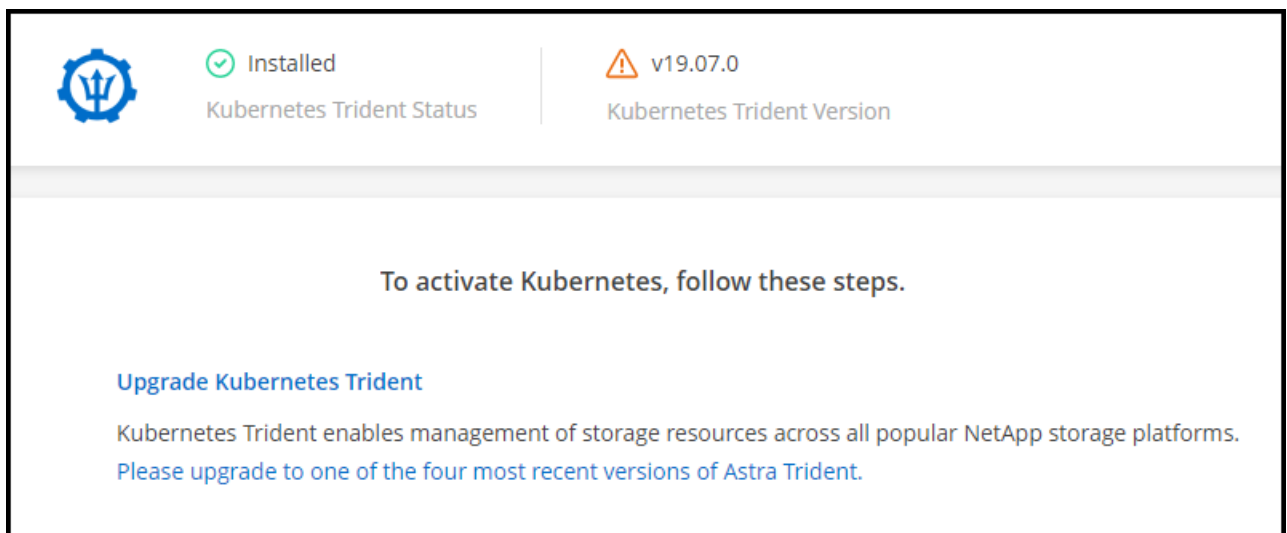 Installed
v19.07.0
Kubernetes Trident Status
Kubernetes Trident Version
To activate Kubernetes, follow these steps.
Upgrade Kubernetes Trident
Kubernetes Trident enables management of storage resources across all popular NetApp storage platforms.
Please upgrade to one of the four most recent versions of Astra Trident.